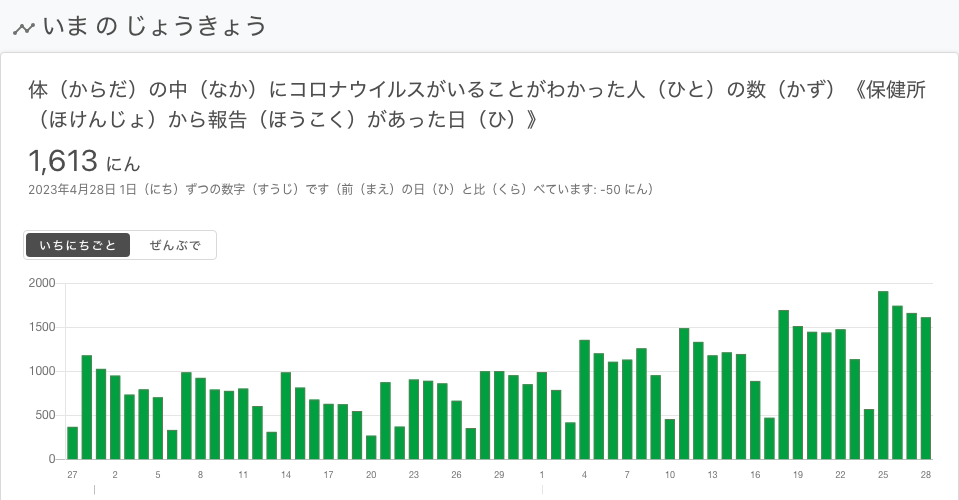 いま の じょうきょう
体（からだ）の中（なか）にコロナウイルスがいることがわかった人（ひと）の数（かず）《保健所
（ほけんじょ）から報告（ほうこく）があった日（ひ）》
1,613 にん
2023年4月28日 1日（にち）ずつの数字（すうじ）です（前（まえ）の日（ひ）と比（くら）べています: -50 にん）
いちにちごと ぜんぶで
2000
1500
1000
500
0
27 2 5 8 11 14 17 20 23 26 29 1 4 7 10 13 16 19 22 25 28